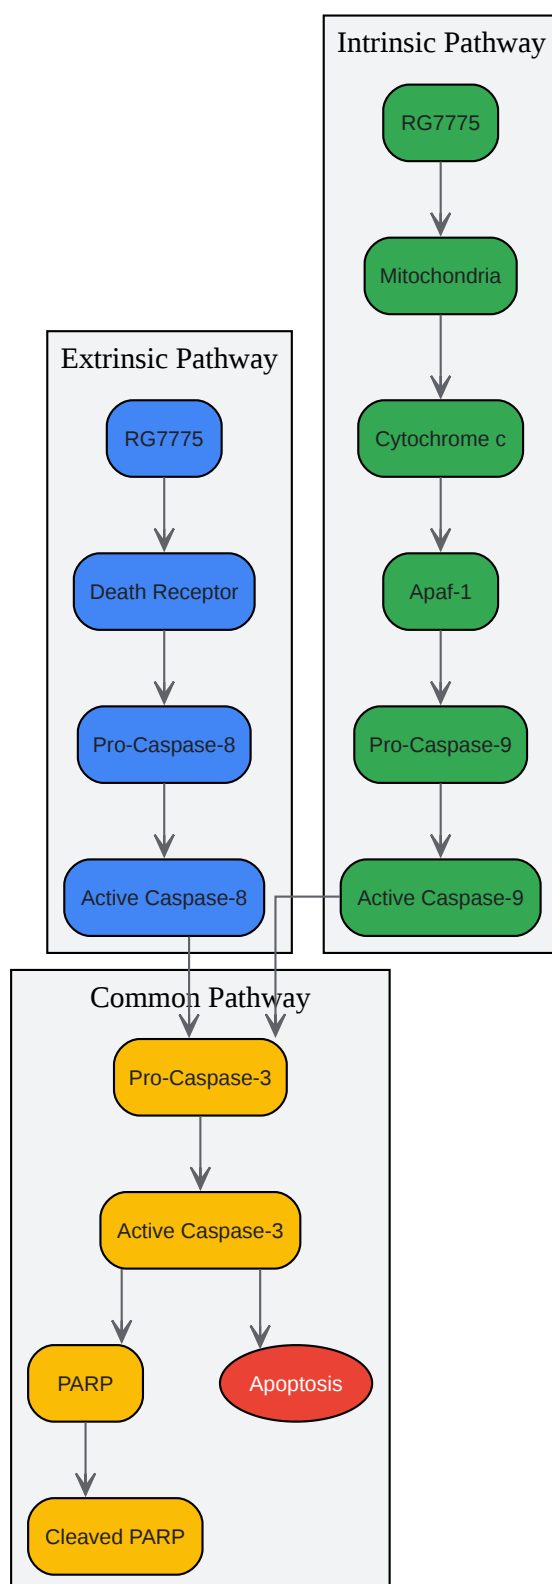 Intrinsic Pathway
RG7775
Mitochondria
Cytochrome c
Apaf-1
Pro-Caspase-9
Active Caspase-9
Extrinsic Pathway
RG7775
Death Receptor
Pro-Caspase-8
Active Caspase-8
Common Pathway
Pro-Caspase-3
Active Caspase-3
PARP
Apoptosis
Cleaved PARP